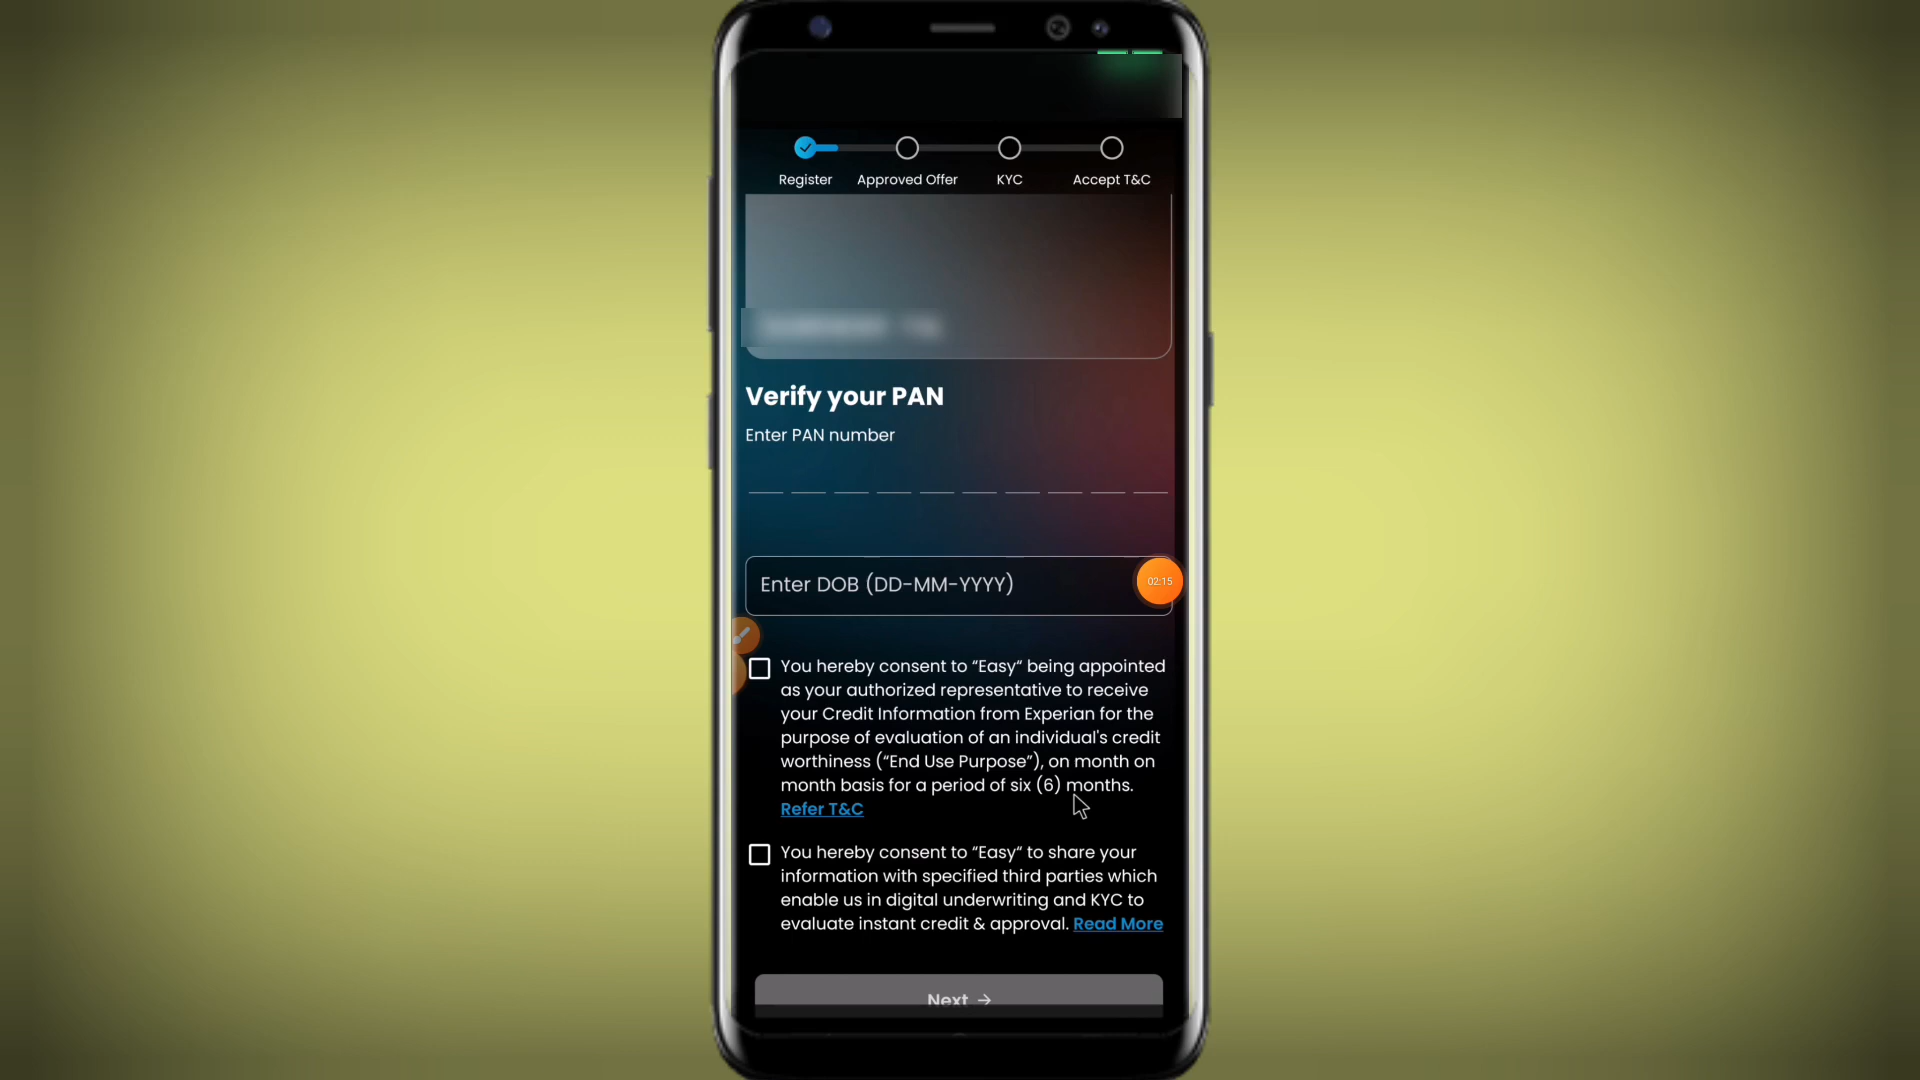 Register Approved Offer KYC Accept T&C
Verify your PAN
Enter PAN number
Enter DOB (DD-MM-YYYY)
02:15
You hereby consent to “Easy“ being appointed
as your authorized representative to receive
your Credit Information from Experian for the
purpose of evaluation of an individual's credit
worthiness (“End Use Purpose”), on month on
month basis for a period of six (6) months.
Refer T&C
You hereby consent to “Easy“ to share your
information with specified third parties which
enable us in digital underwriting and KYC to
evaluate instant credit & approval. Read More
Next →